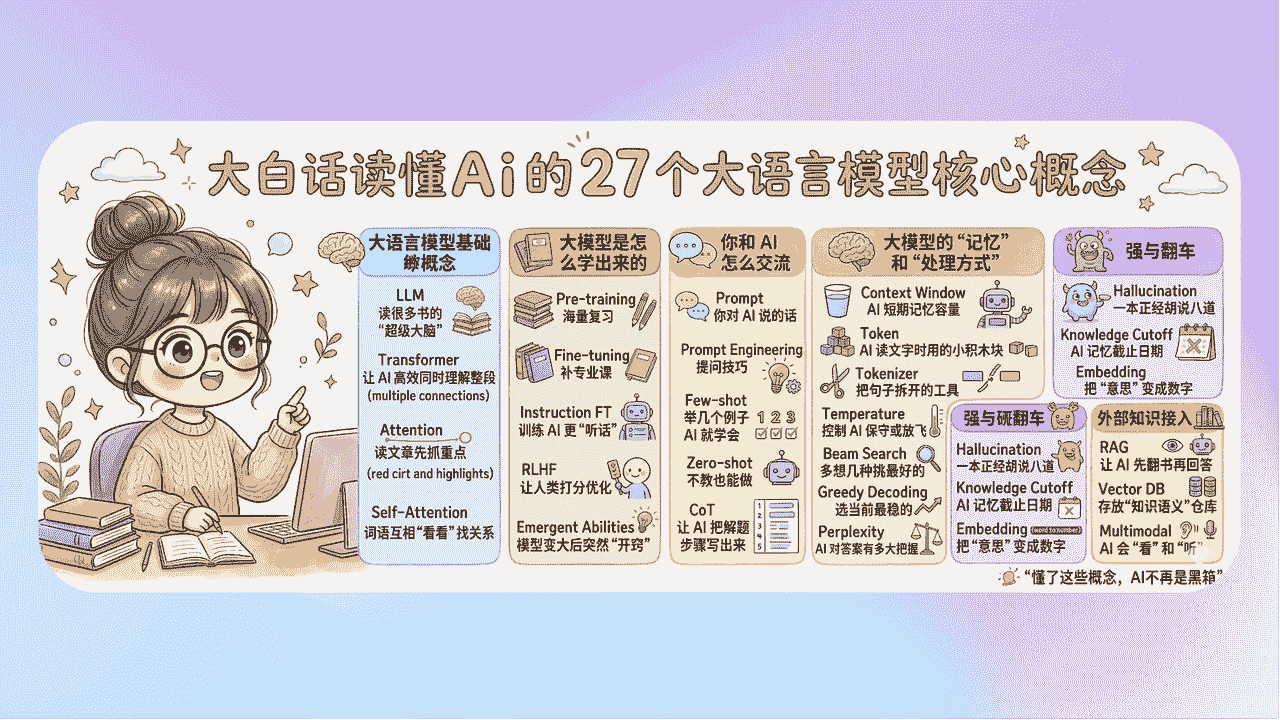 大白话读懂Ai的27个大语言模型核心概念
大语言模型基础
概念
LLM
读很多书的
“超级大脑”
Transformer
让 AI 高效同时理解整段
(multiple connections)
Attention
读文章先抓重点
(red cirt and highlights)
Self-Attention
词语互相“看看”找关系
大模型是怎
么学出来的
Pre-training
海量复习
Fine-tuning
补专业课
Instruction FT
训练 AI 更“听话”
RLHF
让人类打分优化
Emergent Abilities
模型变大后突然“开窍”
你和 AI
怎么交流
Prompt
你对 AI 说的话
Prompt Engineering
提问技巧
Few-shot
举几个例子
AI 就学会
1 2 3
Zero-shot
不教也能做
CoT
让 AI 把解题
步骤写出来
1
2
3
4
5
大模型的“记忆”
和“处理方式”
Context Window
AI 短期记忆容量
Token
AI 读文字时用的小积木块
Tokenizer
把句子拆开的工具
Temperature
控制 AI 保守或放飞
Beam Search
多想几种挑最好的
Greedy Decoding
选当前最稳的
Perplexity
AI 对答案有多大把握
强与翻车
Hallucination
一本正经胡说八道
Knowledge Cutoff
AI 记忆截止日期
Embedding
把“意思”变成数字
强与砸翻车
Hallucination
一本正经胡说八道
Knowledge Cutoff
AI 记忆截止日期
Embedding
word to number
把“意思”变成数字
外部知识接入
RAG
让 AI 先翻书再回答
Vector DB
存放“知识语义”仓库
Multimodal
AI 会“看”和“听”
“懂了这些概念，AI不再是黑箱”